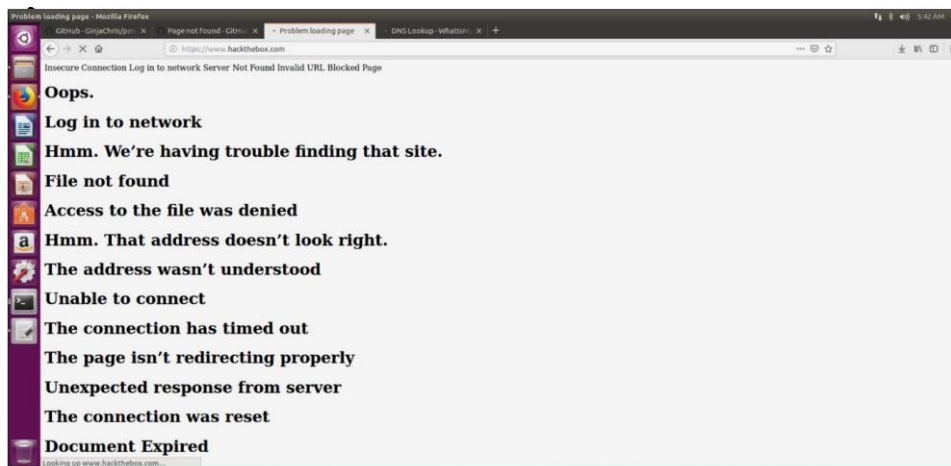 Problem loading page - Mozilla Firefox
5:42 AM
GitHub - GinjaChris/pen
Page not found · GitHu
Problem loading page
DNS Lookup - WhatIsM
https://www.hackthebox.com
Insecure Connection Log in to network Server Not Found Invalid URL Blocked Page
Oops.
Log in to network
Hmm. We're having trouble finding that site.
File not found
Access to the file was denied
Hmm. That address doesn't look right.
The address wasn't understood
Unable to connect
The connection has timed out
The page isn't redirecting properly
Unexpected response from server
The connection was reset
Document Expired
Looking up www.hackthebox.com...